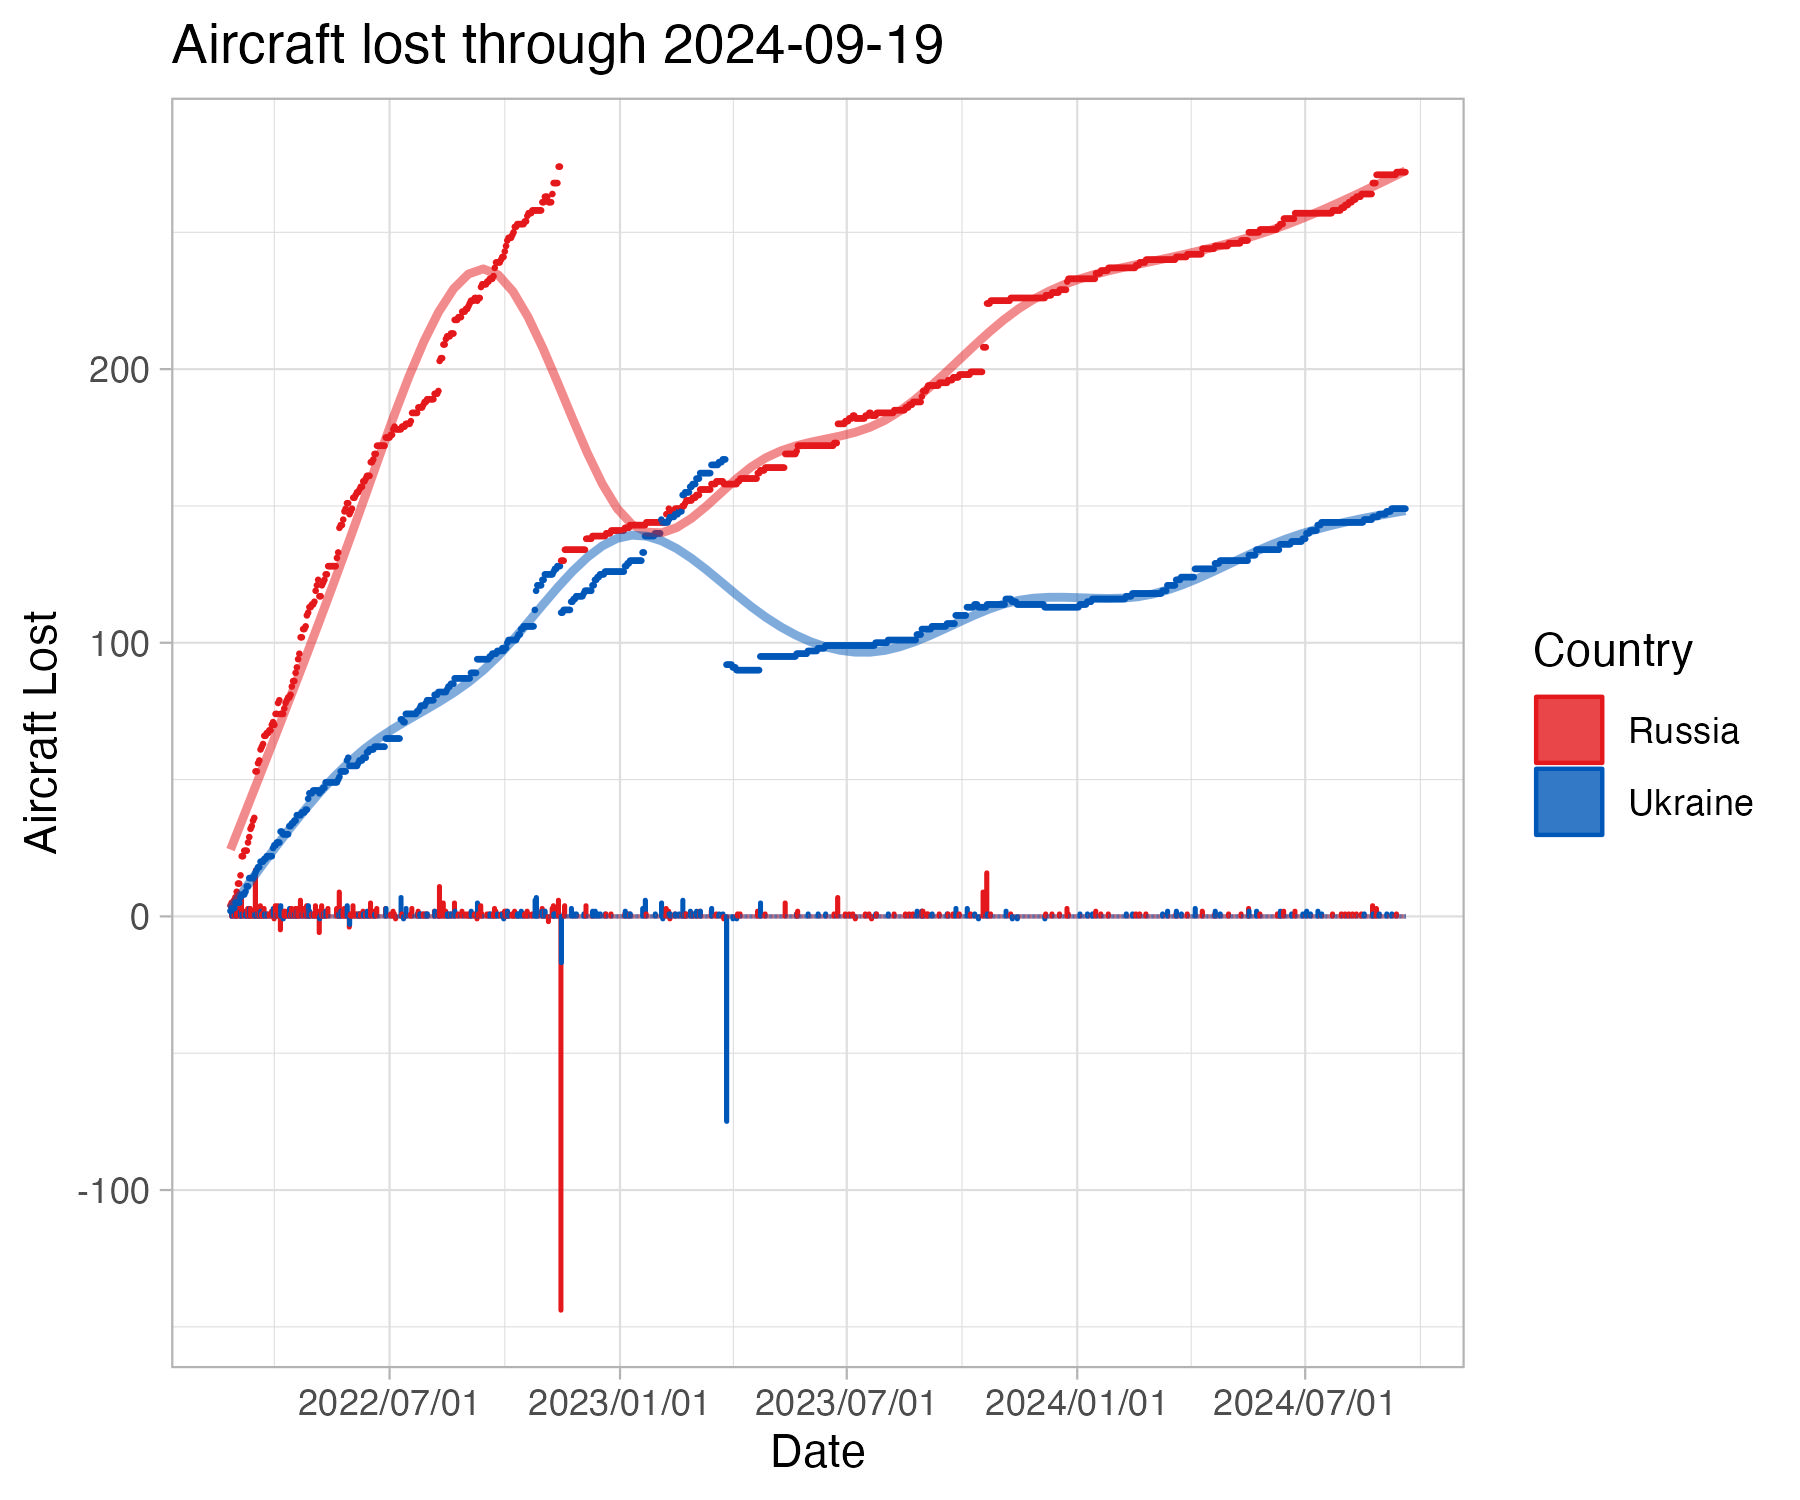 Aircraft lost through 2024-09-19
Aircraft Lost
200
100
0
-100
2022/07/01
2023/01/01
2023/07/01
2024/01/01
2024/07/01
Date
Country
Russia
Ukraine